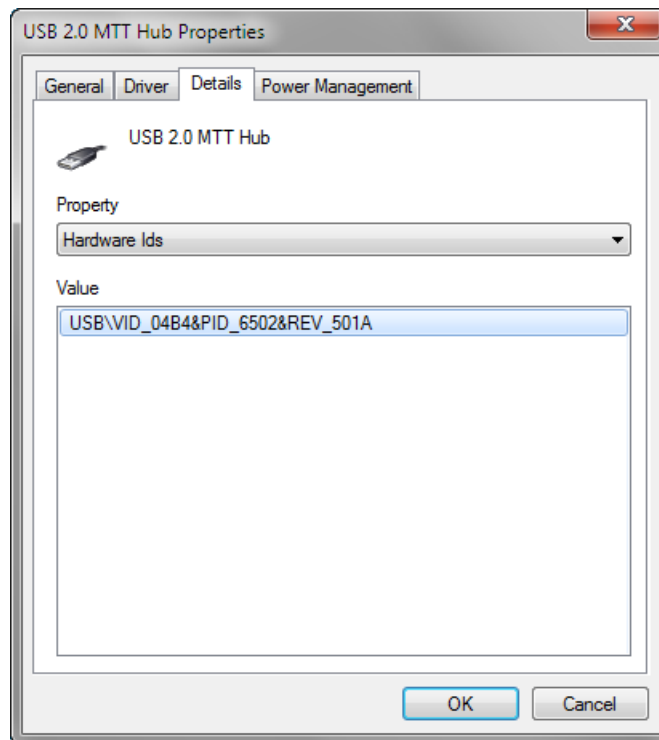 USB 2.0 MTT Hub Properties
General Driver Details Power Management
USB 2.0 MTT Hub
Property
Hardware Ids
Value
USB\VID_04B4&PID_6502&REV_501A
OK Cancel